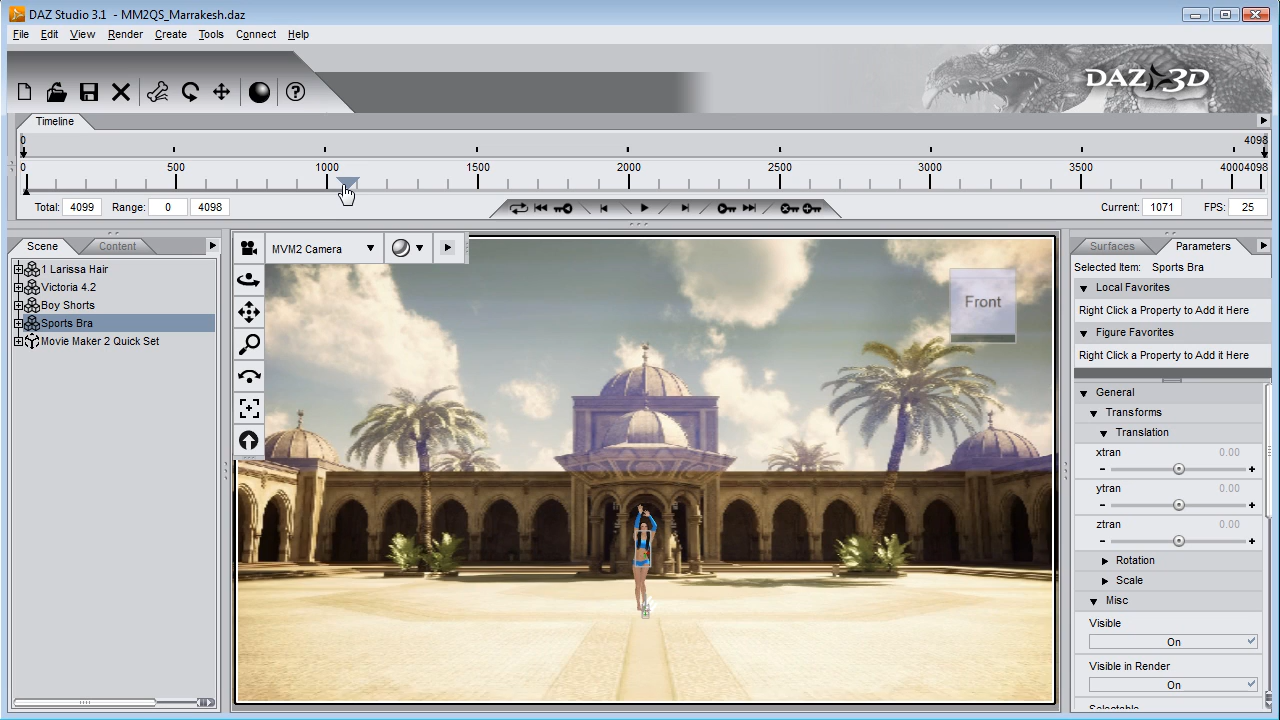 DAZ Studio 3.1 - MM2QS_Marrakesh.daz
File Edit View Render Create Tools Connect Help
DAZ 3D
Timeline
0 4098
0 500 1000 1500 2000 2500 3000 3500 4000 4098
Total: 4099 Range: 0 4098 Current: 1071 FPS: 25
Scene Content
1 Larissa Hair
Victoria 4.2
Boy Shorts
Sports Bra
Movie Maker 2 Quick Set
MVM2 Camera
Front
Surfaces Parameters
Selected Item: Sports Bra
Local Favorites
Right Click a Property to Add it Here
Figure Favorites
Right Click a Property to Add it Here
General
Transforms
Translation
xtran 0.00
ytran 0.00
ztran 0.00
Rotation
Scale
Misc
Visible
On
Visible in Render
On
Selectable